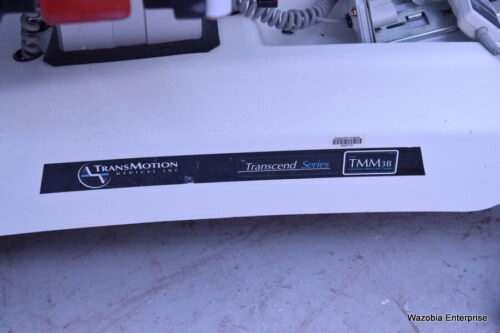 TRANSMOTION
MEDICAL INC
Transcend Series
TMM3B
Wazobia Enterprise